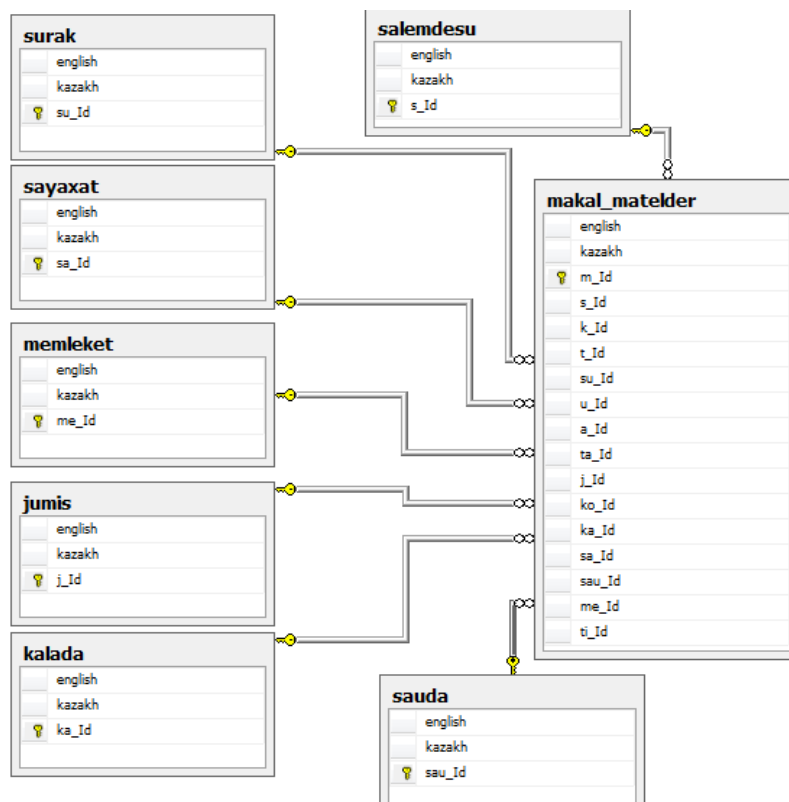 surak
english
kazakh
su_Id
salemdesu
english
kazakh
s_Id
sayaxat
english
kazakh
sa_Id
makal_matelder
english
kazakh
m_Id
s_Id
k_Id
t_Id
su_Id
u_Id
a_Id
ta_Id
j_Id
ko_Id
ka_Id
sa_Id
sau_Id
me_Id
ti_Id
memleket
english
kazakh
me_Id
jumis
english
kazakh
j_Id
kalada
english
kazakh
ka_Id
sauda
english
kazakh
sau_Id